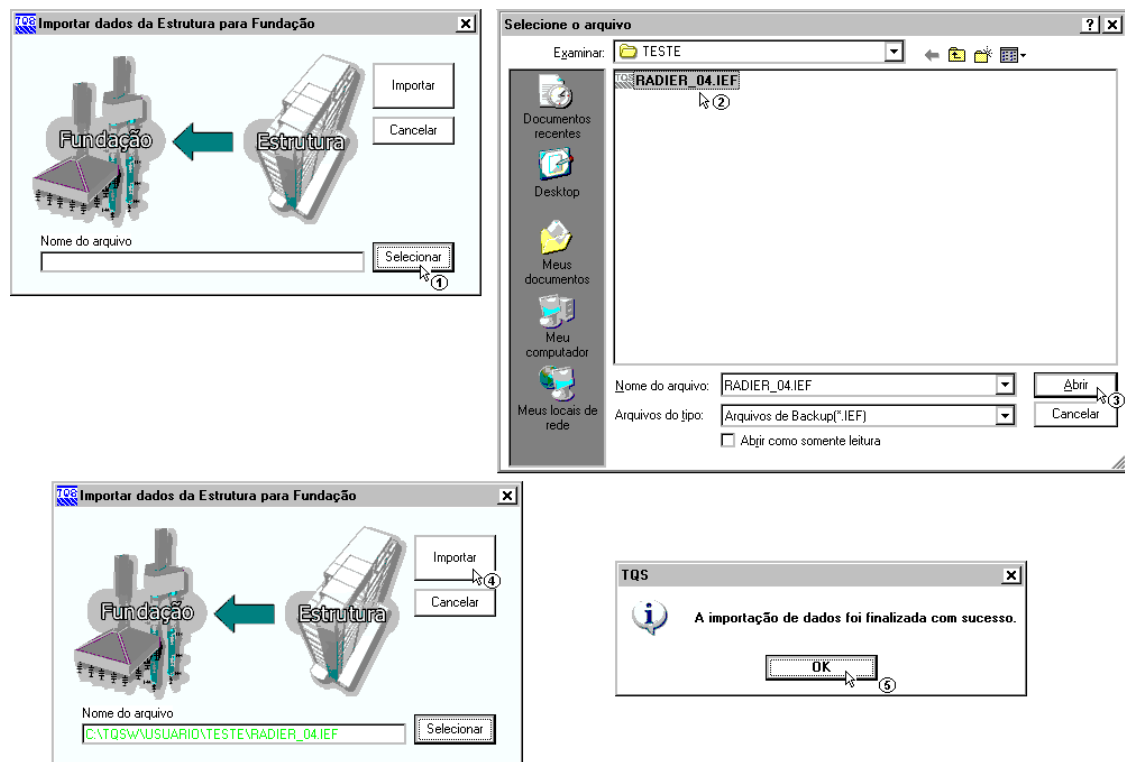 TQS Importar dados da Estrutura para Fundação
Importar
Cancelar
Fundação
Estrutura
Nome do arquivo
Selecionar
1
Selecione o arquivo
Examinar:
TESTE
TQS RADIER_04.IEF
2
Documentos
recentes
Desktop
Meus
documentos
Meu
computador
Meus locais de
rede
Nome do arquivo:
RADIER_04.IEF
Abrir
3
Arquivos do tipo:
Arquivos de Backup(*.IEF)
Cancelar
Abrir como somente leitura
TQS Importar dados da Estrutura para Fundação
Importar
4
Cancelar
Fundação
Estrutura
Nome do arquivo
C:\TQSW\USUARIO\TESTE\RADIER_04.IEF
Selecionar
TQS
A importação de dados foi finalizada com sucesso.
OK
5